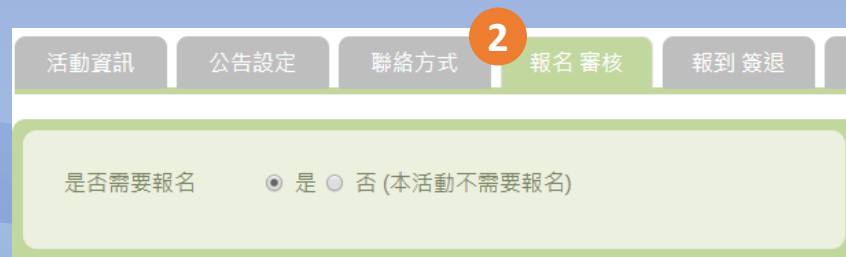 2
活動資訊 公告設定 聯絡方式 報名 審核 報到 簽退
是否需要報名 是 否 (本活動不需要報名)